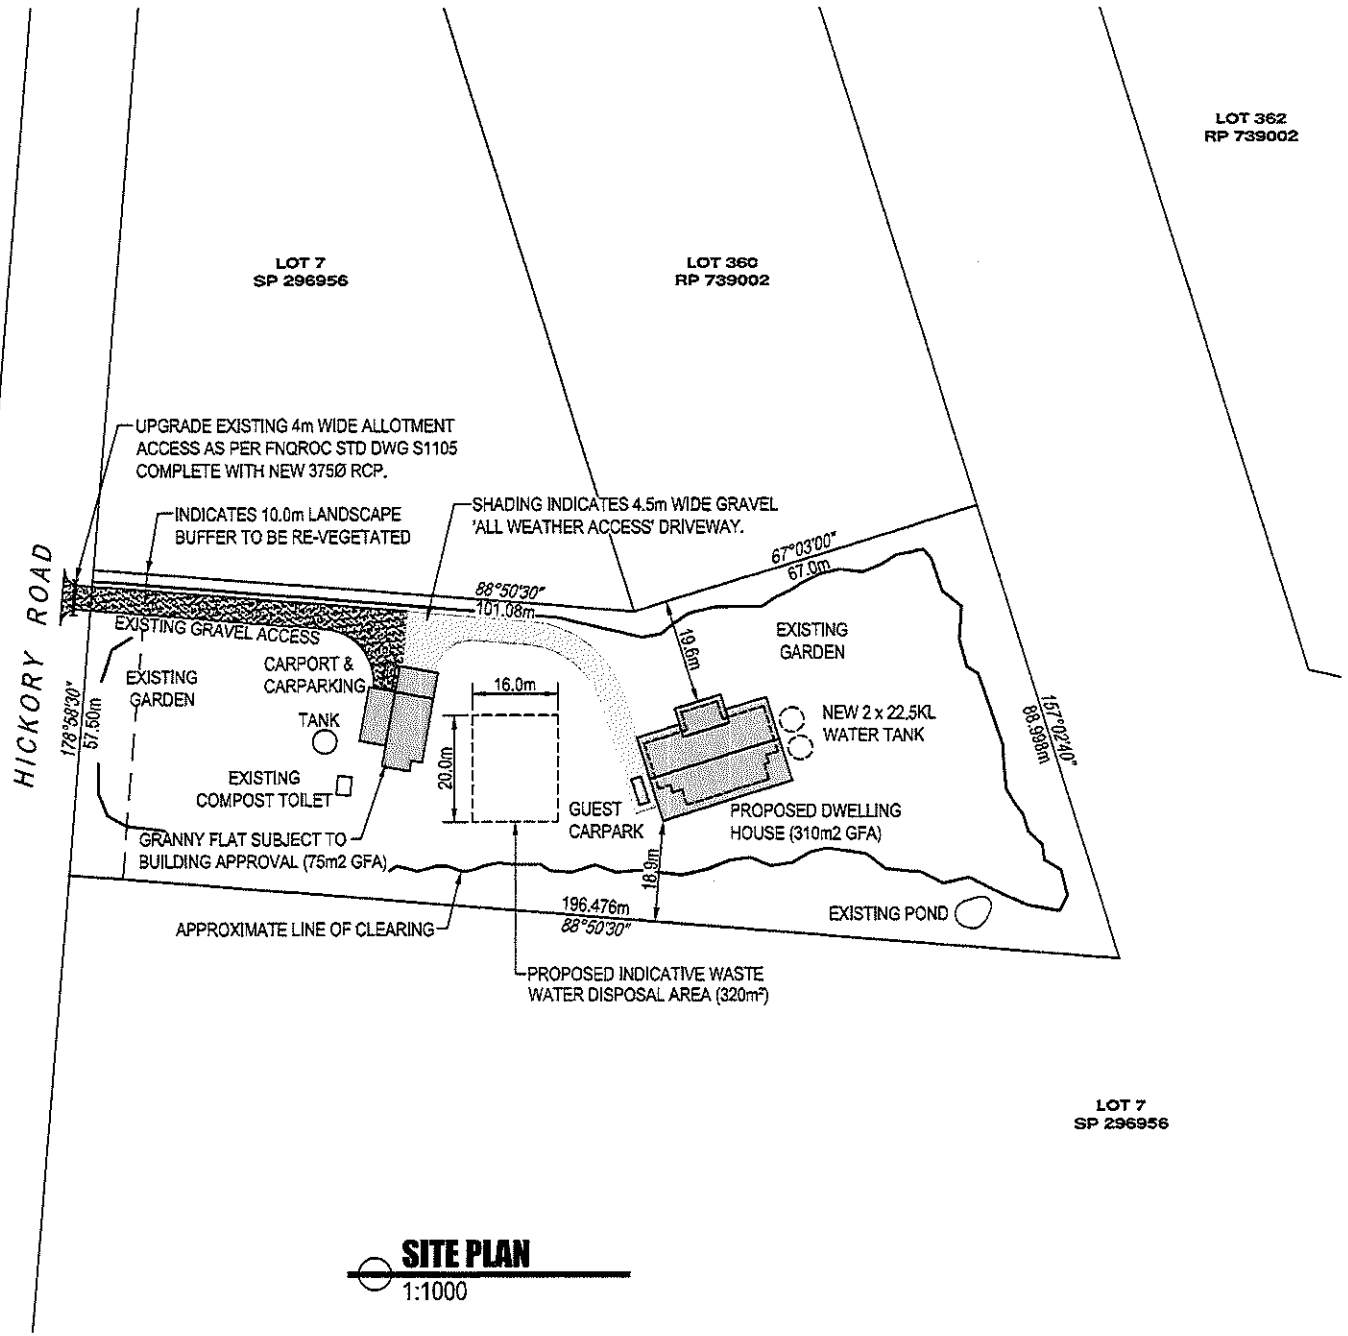 LOT 362
RP 739002
LOT 7
SP 296956
LOT 360
RP 739002
UPGRADE EXISTING 4m WIDE ALLOTMENT
ACCESS AS PER FNQROC STD DWG S1105
COMPLETE WITH NEW 375Ø RCP.
INDICATES 10.0m LANDSCAPE
BUFFER TO BE RE-VEGETATED
SHADING INDICATES 4.5m WIDE GRAVEL
'ALL WEATHER ACCESS' DRIVEWAY.
HICKORY ROAD
178°58'30"
57.50m
88°50'30"
101.08m
67°03'00"
67.0m
157°02'40"
88.998m
EXISTING GRAVEL ACCESS
EXISTING
GARDEN
CARPORT &
CARPARKING
TANK
EXISTING
COMPOST TOILET
GRANNY FLAT SUBJECT TO
BUILDING APPROVAL (75m2 GFA)
16.0m
20.0m
19.6m
EXISTING
GARDEN
NEW 2 x 22.5KL
WATER TANK
GUEST
CARPARK
PROPOSED DWELLING
HOUSE (310m2 GFA)
18.9m
EXISTING POND
196.476m
88°50'30"
APPROXIMATE LINE OF CLEARING
PROPOSED INDICATIVE WASTE
WATER DISPOSAL AREA (320m²)
LOT 7
SP 296956
SITE PLAN
1:1000